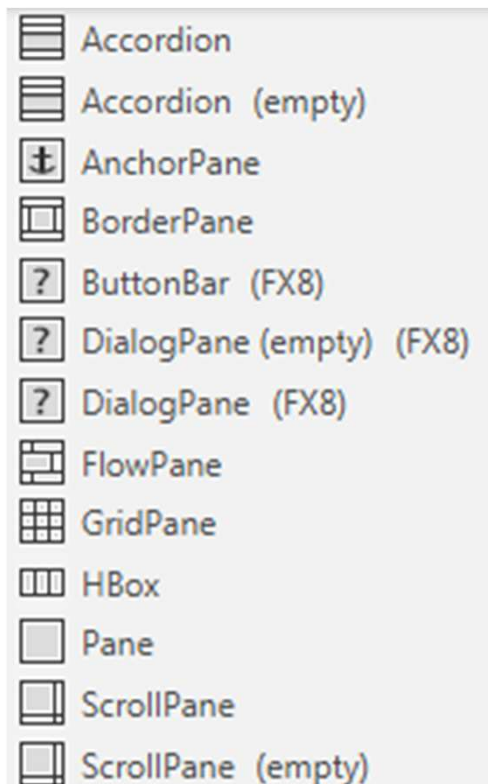 Accordion
Accordion (empty)
AnchorPane
BorderPane
? ButtonBar (FX8)
? DialogPane (empty) (FX8)
? DialogPane (FX8)
FlowPane
GridPane
HBox
Pane
ScrollPane
ScrollPane (empty)